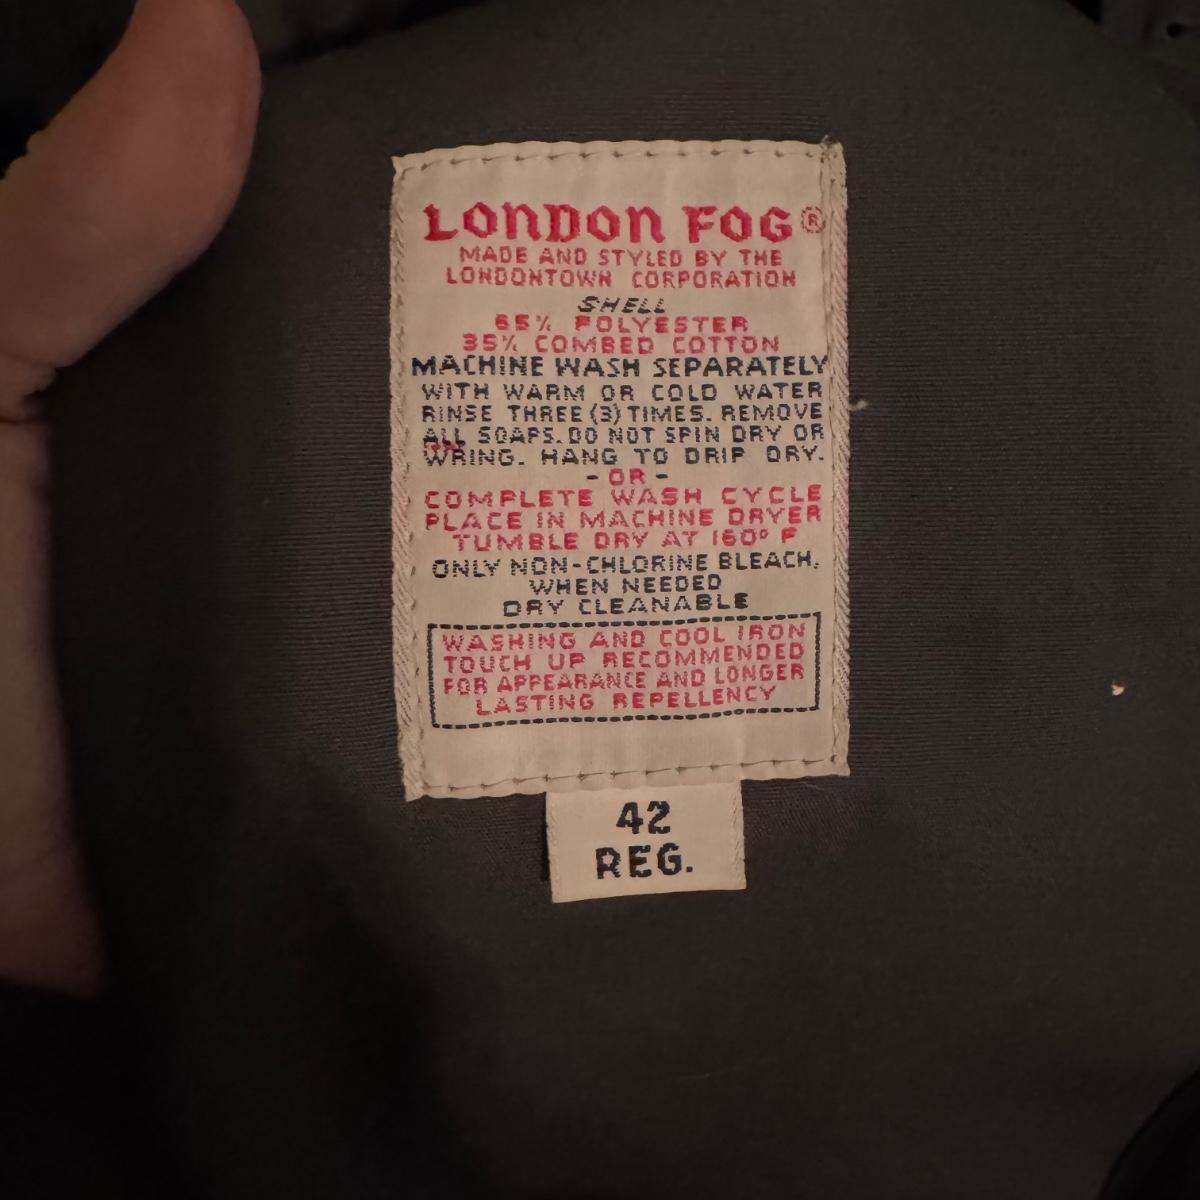 LONDON FOG®
MADE AND STYLED BY THE
LONDONTOWN CORPORATION
SHELL
65% POLYESTER
35% COMBED COTTON
MACHINE WASH SEPARATELY
WITH WARM OR COLD WATER
RINSE THREE (3) TIMES. REMOVE
ALL SOAPS. DO NOT SPIN DRY OR
WRING. HANG TO DRIP DRY.
- OR -
COMPLETE WASH CYCLE
PLACE IN MACHINE DRYER
TUMBLE DRY AT 160° F
ONLY NON-CHLORINE BLEACH,
WHEN NEEDED
DRY CLEANABLE
WASHING AND COOL IRON
TOUCH UP RECOMMENDED
FOR APPEARANCE AND LONGER
LASTING REPELLENCY
42
REG.